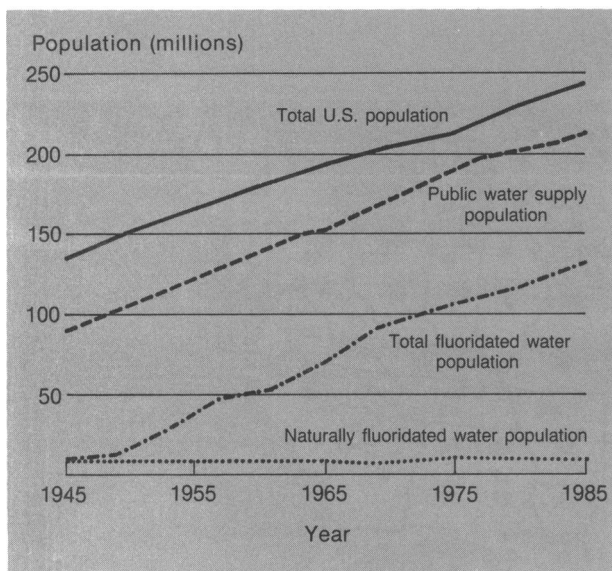 Population (millions)
250
Total U.S. population
200
Public water supply
population
150
100
Total fluoridated water
population
50
Naturally fluoridated water population
1945
1955
1965
1975
1985
Year